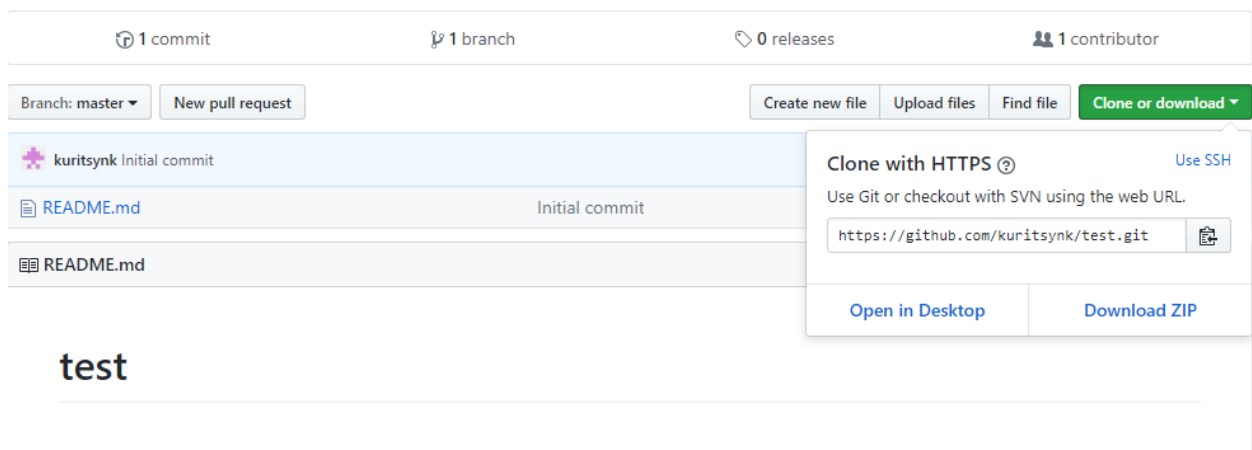 1 commit 1 branch 0 releases 1 contributor
Branch: master New pull request Create new file Upload files Find file Clone or download
kuritsynk Initial commit
Clone with HTTPS Use SSH
Use Git or checkout with SVN using the web URL.
README.md Initial commit
https://github.com/kuritsynk/test.git
README.md
Open in Desktop Download ZIP
test